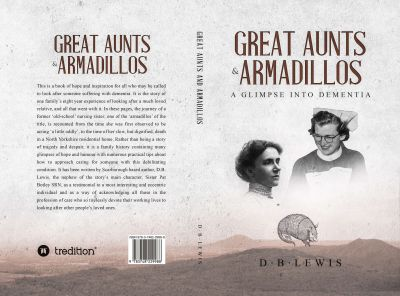 GREAT AUNTS
& ARMADILLOS
This is a book of hope and inspiration for all who may be called
to look after someone suffering with dementia. It is the story of
one family's eight year experience of looking after a much loved
relative, and all that went with it. In these pages, the journey of a
former 'old-school' nursing sister, one of the 'armadillos' of the
title, is recounted from the time she was first observed to be
acting 'a little oddly', to the time of her slow, but dignified, death
in a North Yorkshire residential home. Rather than being a story
of tragedy and despair, it is a family history containing many
glimpses of hope and humour with numerous practical tips about
how to approach caring for someone with this debilitating
condition. It has been written by Scarborough based author, D.B.
Lewis, the nephew of the story's main character, Sister Pat
Betley SRN, as a testimonial to a most interesting and eccentric
individual and as a way of acknowledging all those in the
profession of care who so tirelessly devote their working lives to
looking after other people's loved ones.
tredition®
GREAT AUNTS AND ARMADILLOS
D·B·LEWIS
GREAT AUNTS
& ARMADILLOS
A GLIMPSE INTO DEMENTIA
D·B·LEWIS